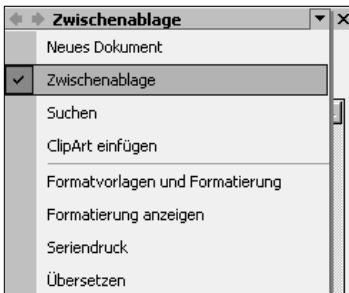 Zwischenablage
Neues Dokument
Zwischenablage
Suchen
ClipArt einfügen
Formatvorlagen und Formatierung
Formatierung anzeigen
Seriendruck
Übersetzen